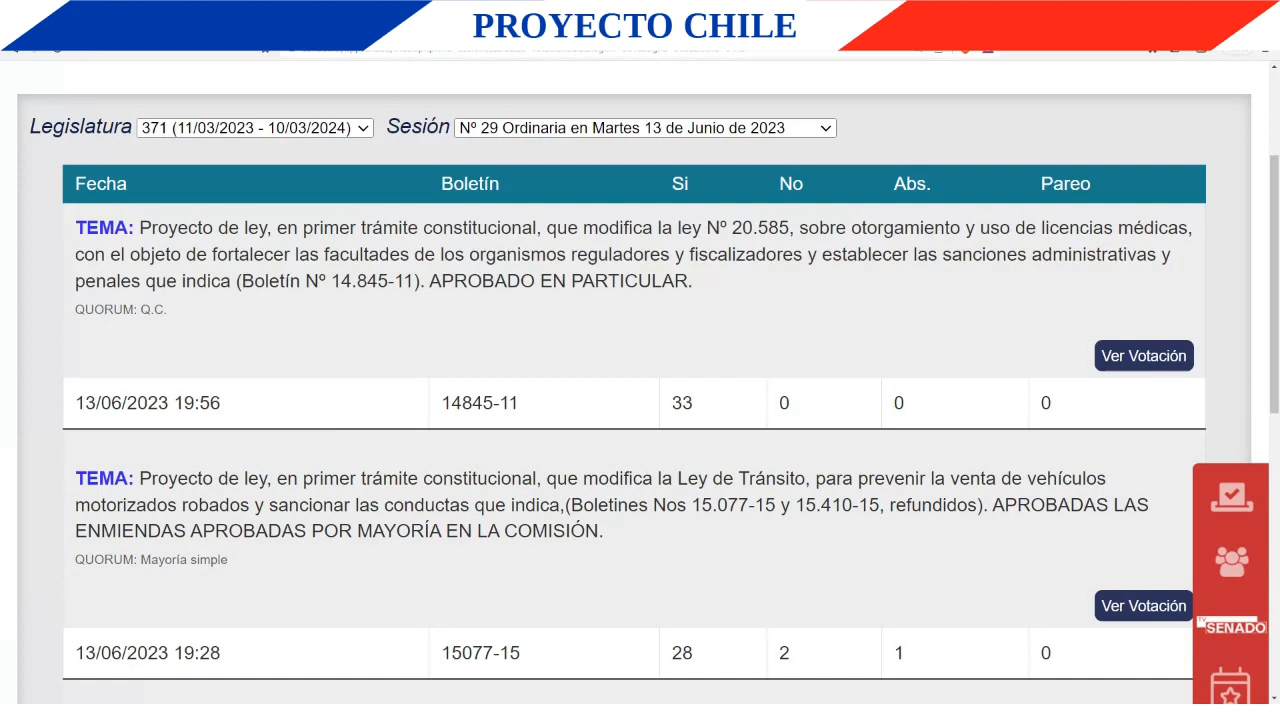 PROYECTO CHILE
Legislatura 371 (11/03/2023 - 10/03/2024) Sesión Nº 29 Ordinaria en Martes 13 de Junio de 2023
Fecha Boletín Si No Abs. Pareo
TEMA: Proyecto de ley, en primer trámite constitucional, que modifica la ley Nº 20.585, sobre otorgamiento y uso de licencias médicas,
con el objeto de fortalecer las facultades de los organismos reguladores y fiscalizadores y establecer las sanciones administrativas y
penales que indica (Boletín Nº 14.845-11). APROBADO EN PARTICULAR.
QUORUM: Q.C.
Ver Votación
13/06/2023 19:56 14845-11 33 0 0 0
TEMA: Proyecto de ley, en primer trámite constitucional, que modifica la Ley de Tránsito, para prevenir la venta de vehículos
motorizados robados y sancionar las conductas que indica,(Boletines Nos 15.077-15 y 15.410-15, refundidos). APROBADAS LAS
ENMIENDAS APROBADAS POR MAYORÍA EN LA COMISIÓN.
QUORUM: Mayoría simple
Ver Votación
TV
SENADO
13/06/2023 19:28 15077-15 28 2 1 0